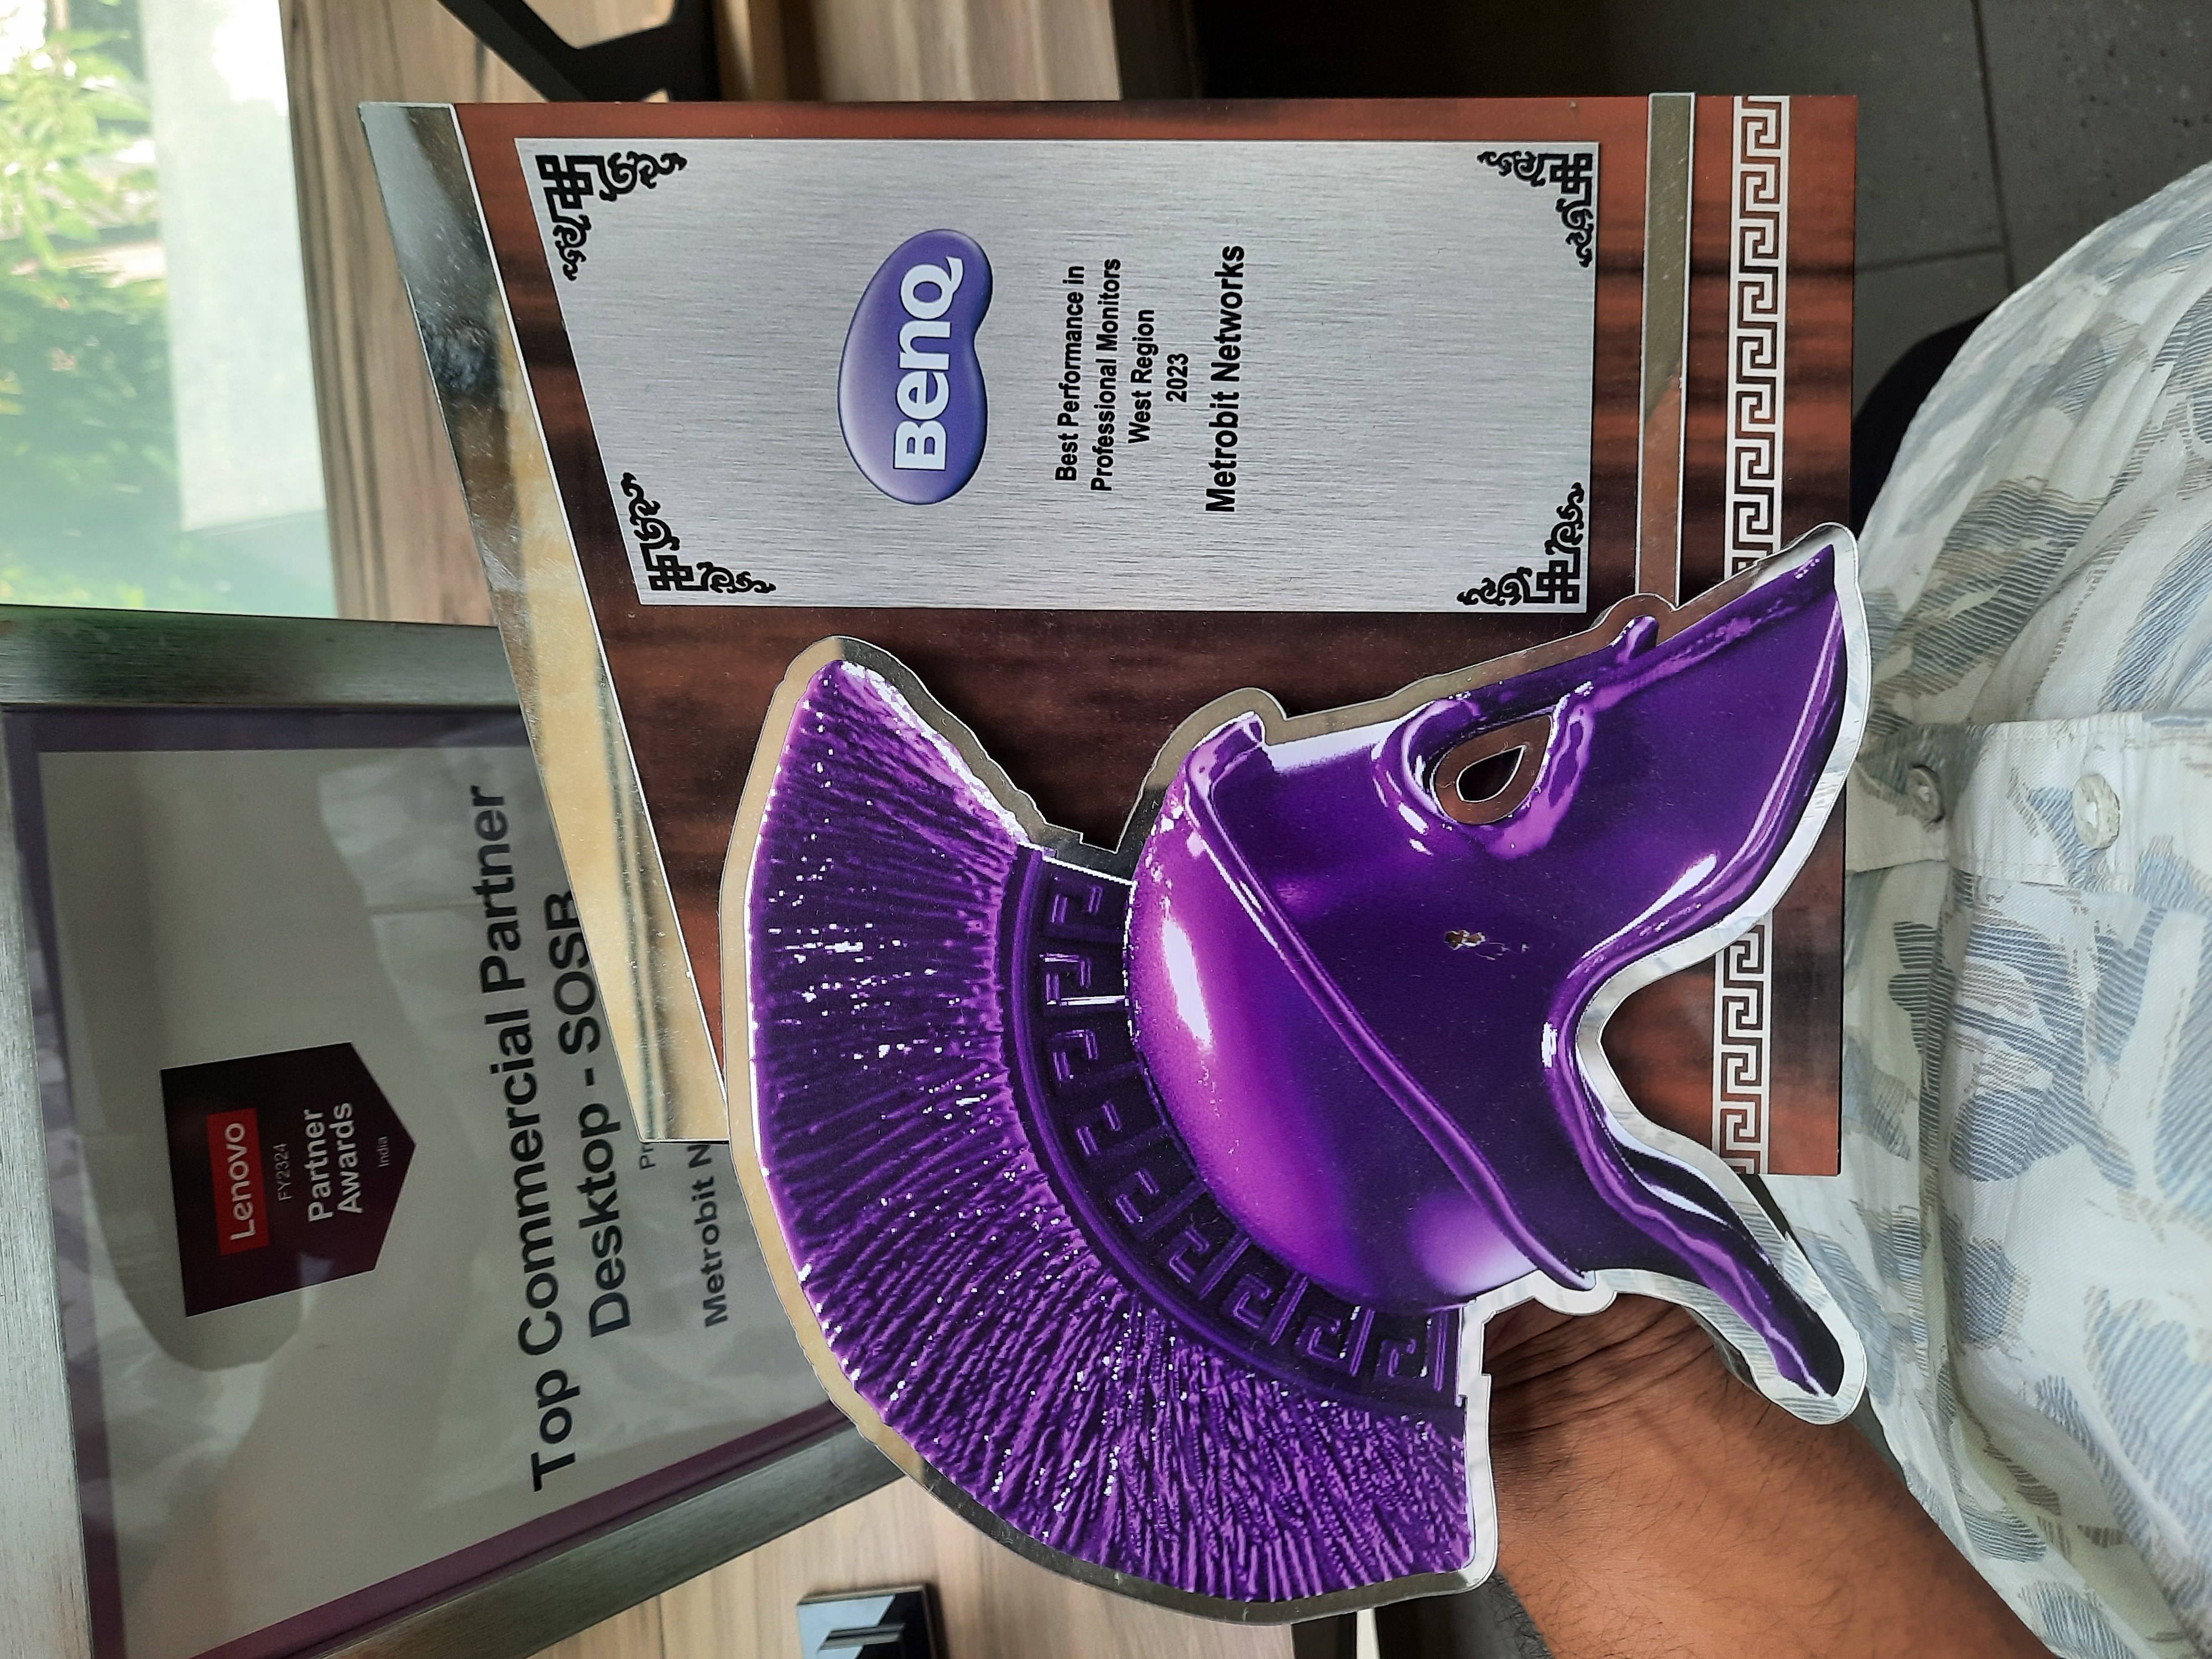 Lenovo
FY2324
Partner
Awards
India
Top Commercial Partner
Desktop - SOSB
Metrobit
BenQ
Best Performance in
Professional Monitors
West Region
2023
Metrobit Networks